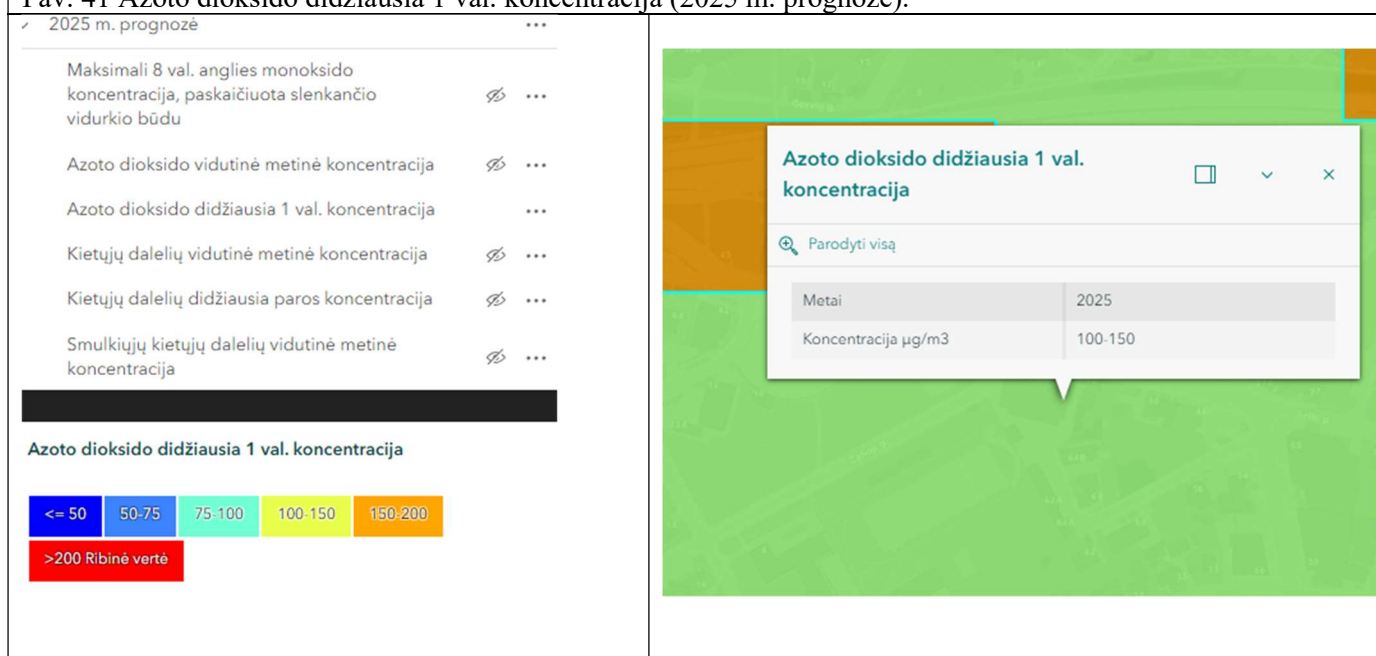 Pav. 41 Azoto dioksido didžiausia 1 val. koncentracija (2025 m. prognozė).
2025 m. prognozė
Maksimali 8 val. anglies monoksido
koncentracija, paskaičiuota slenkančio
vidurkio būdu
Azoto dioksido vidutinė metinė koncentracija
Azoto dioksido didžiausia 1 val. koncentracija
Kietųjų dalelių vidutinė metinė koncentracija
Kietųjų dalelių didžiausia paros koncentracija
Smulkiųjų kietųjų dalelių vidutinė metinė
koncentracija
Azoto dioksido didžiausia 1 val. koncentracija
<= 50 50-75 75-100 100-150 150-200
>200 Ribinė vertė
Azoto dioksido didžiausia 1 val.
koncentracija
Parodyti visą
Metai 2025
Koncentracija µg/m3 100-150